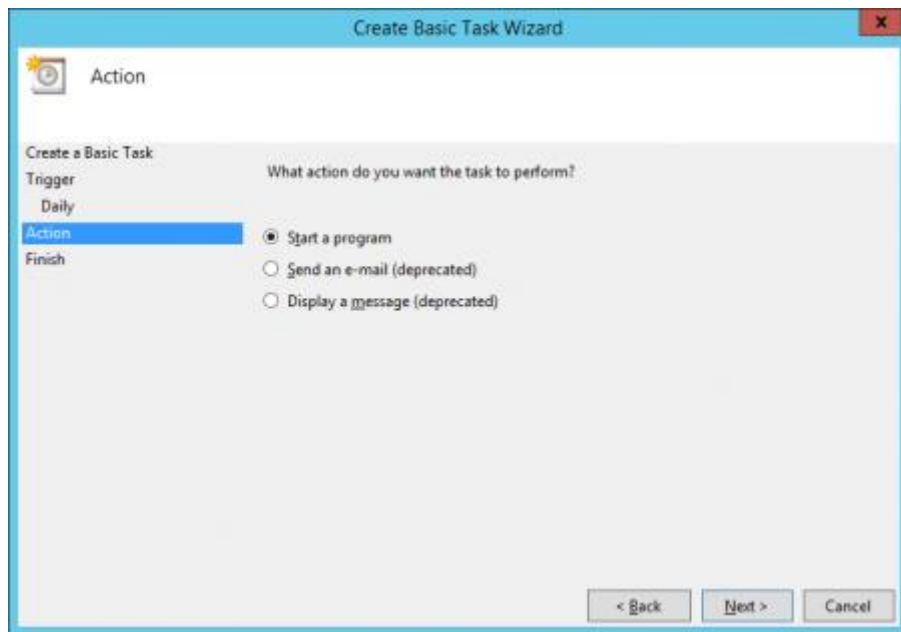 Create Basic Task Wizard
x
Action
Create a Basic Task
Trigger
Daily
Action
Finish
What action do you want the task to perform?
Start a program
Send an e-mail (deprecated)
Display a message (deprecated)
< Back
Next >
Cancel